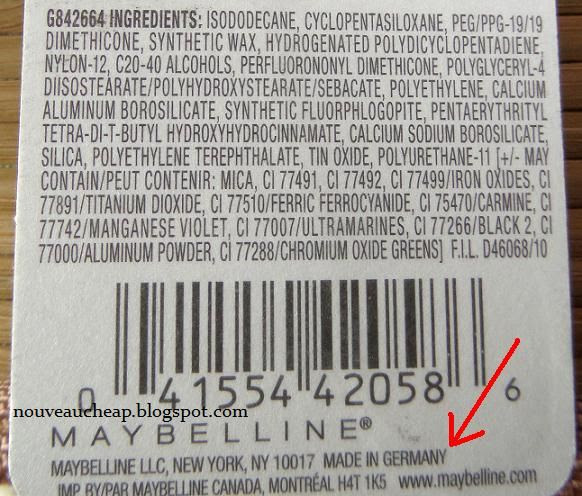 G842664 INGREDIENTS: ISODODECANE, CYCLOPENTASILOXANE, PEG/PPG-19/19
DIMETHICONE, SYNTHETIC WAX, HYDROGENATED POLYDICYCLOPENTADIENE,
NYLON-12, C20-40 ALCOHOLS, PERFLUORONONYL DIMETHICONE, POLYGLYCERYL-4
DIISOSTEARATE/POLYHYDROXYSTEARATE/SEBACATE, POLYETHYLENE, CALCIUM
ALUMINUM BOROSILICATE, SYNTHETIC FLUORPHLOGOPITE, PENTAERYTHRITYL
TETRA-DI-T-BUTYL HYDROXYHYDROCINNAMATE, CALCIUM SODIUM BOROSILICATE,
SILICA, POLYETHYLENE TEREPHTHALATE, TIN OXIDE, POLYURETHANE-11 [+/- MAY
CONTAIN/PEUT CONTENIR: MICA, CI 77491, CI 77492, CI 77499/IRON OXIDES, CI
77891/TITANIUM DIOXIDE, CI 77510/FERRIC FERROCYANIDE, CI 75470/CARMINE, CI
77742/MANGANESE VIOLET, CI 77007/ULTRAMARINES, CI 77266/BLACK 2, CI
77000/ALUMINUM POWDER, CI 77288/CHROMIUM OXIDE GREENS] F.I.L. D46068/10
0 41554 42058 6
nouveaucheap.blogspot.com
MAYBELLINE®
MAYBELLINE LLC, NEW YORK, NY 10017 MADE IN GERMANY
IMP. BY/PAR MAYBELLINE CANADA, MONTRÉAL H4T 1K5 www.maybelline.com